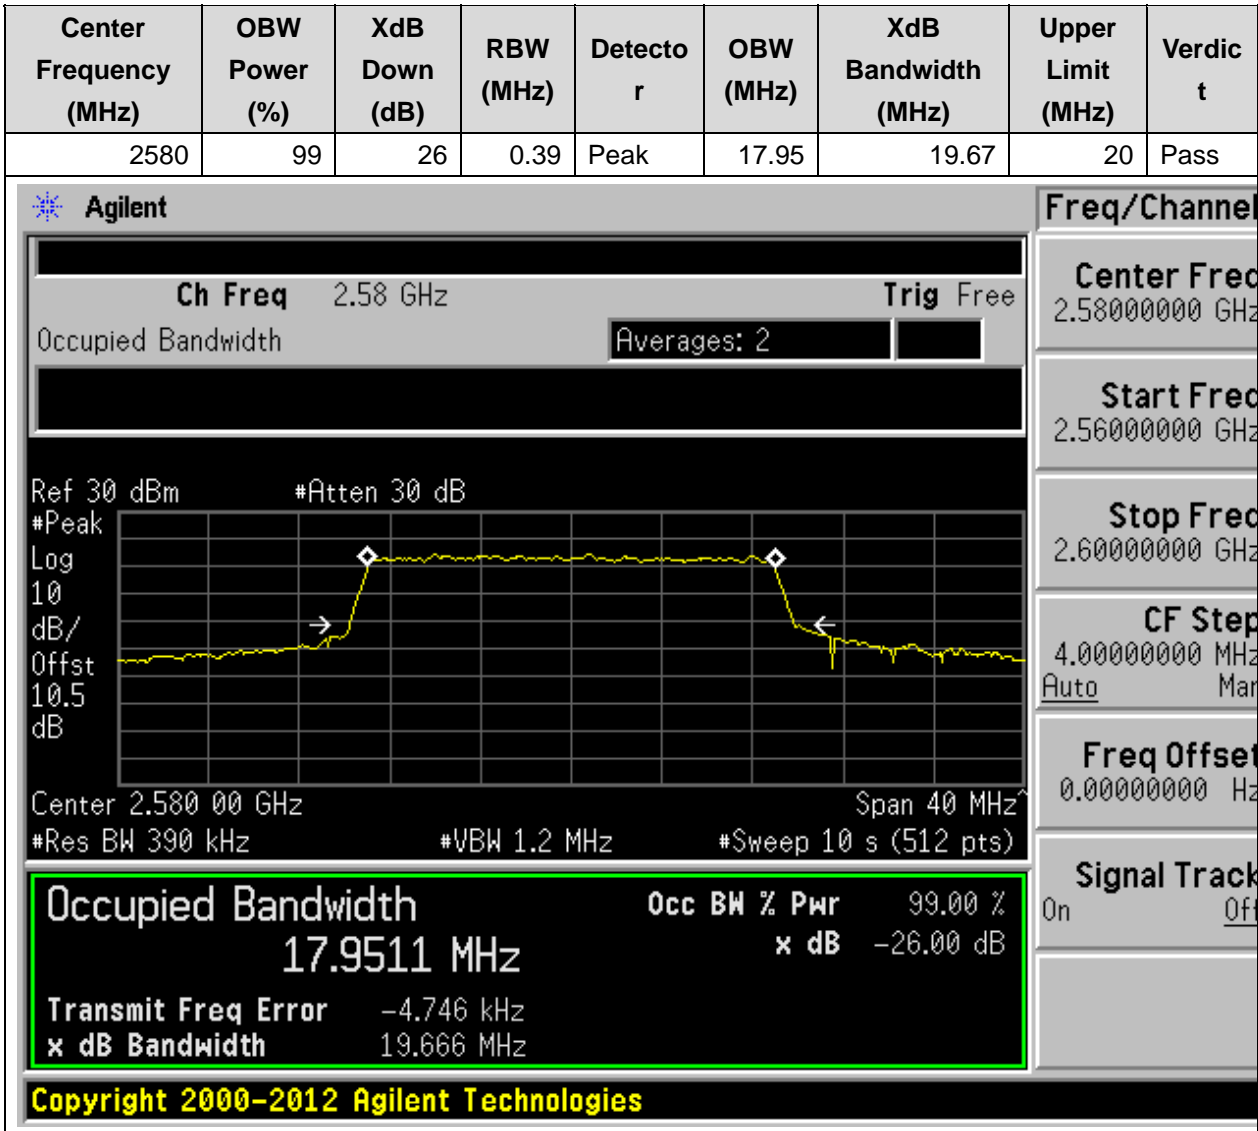 Center Frequency (MHz) OBW Power (%) XdB Down (dB) RBW (MHz) Detecto r OBW (MHz) XdB Bandwidth (MHz) Upper Limit (MHz) Verdic t
2580 99 26 0.39 Peak 17.95 19.67 20 Pass
Agilent
Ch Freq 2.58 GHz Trig Free
Occupied Bandwidth Averages: 2
Ref 30 dBm #Atten 30 dB
#Peak
Log
10
dB/
Offst
10.5
dB
Center 2.580 00 GHz Span 40 MHz^
#Res BW 390 kHz #VBW 1.2 MHz #Sweep 10 s (512 pts)
Occupied Bandwidth Occ BW % Pwr 99.00 %
17.9511 MHz x dB -26.00 dB
Transmit Freq Error -4.746 kHz
x dB Bandwidth 19.666 MHz
Copyright 2000-2012 Agilent Technologies
Freq/Channel
Center Freq
2.58000000 GHz
Start Freq
2.56000000 GHz
Stop Freq
2.60000000 GHz
CF Step
4.00000000 MHz
Auto Man
Freq Offset
0.00000000 Hz
Signal Track
On Off